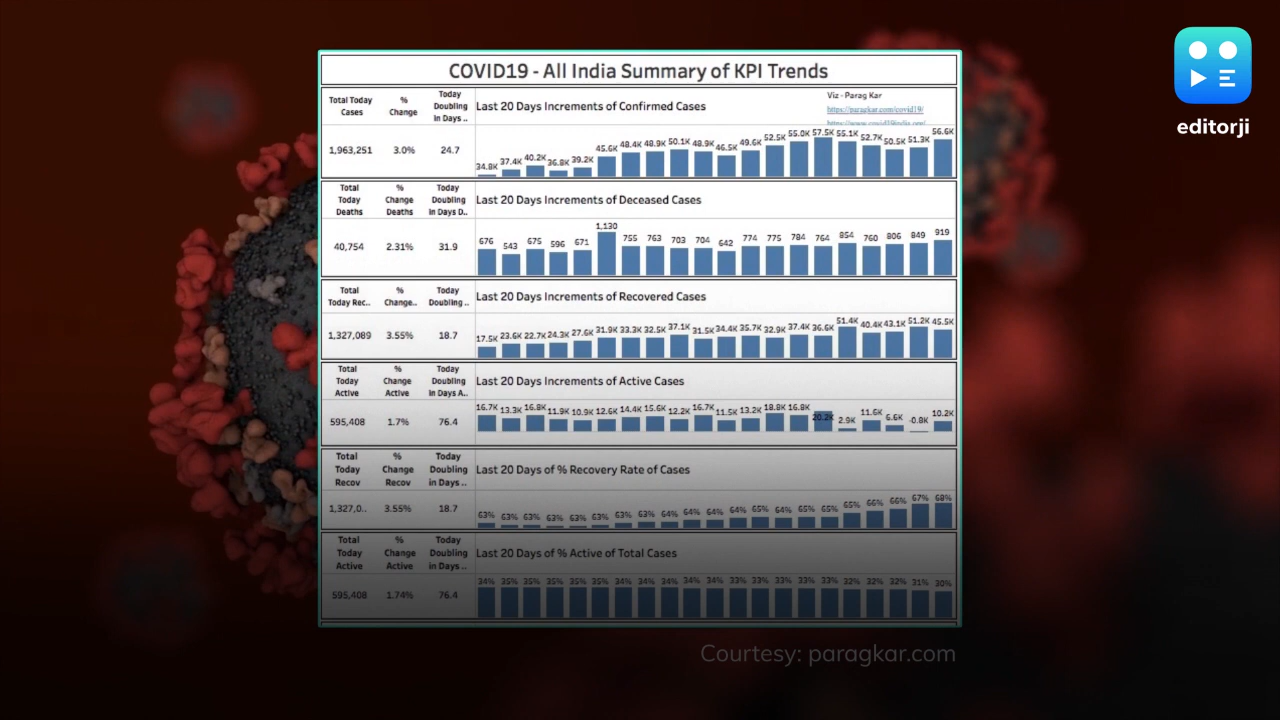 editorji
COVID19 - All India Summary of KPI Trends
Total Today Cases
% Change
Today Doubling In Days ..
Last 20 Days Increments of Confirmed Cases
Viz - Parag Kar
https://paragkar.com/covid19/
1,963,251 3.0% 24.7
34.8K 37.4K 40.2K 36.8K 39.2K 45.6K 48.4K 48.9K 50.1K 48.9K 46.5K 49.6K 52.5K 55.0K 57.5K 55.1K 52.7K 50.5K 51.3K 56.6K
Total Today Deaths
% Change Deaths
Today Doubling In Days D..
Last 20 Days Increments of Deceased Cases
40,754 2.31% 31.9
676 543 675 596 671 1,130 755 763 703 704 642 774 775 784 764 854 760 806 849 919
Total Today Rec..
% Change..
Today Doubling ..
Last 20 Days Increments of Recovered Cases
1,327,089 3.55% 18.7
17.5K 23.6K 22.7K 24.3K 27.6K 31.9K 33.3K 32.5K 37.1K 31.5K 34.4K 35.7K 32.9K 37.4K 36.6K 51.4K 40.4K 43.1K 51.2K 45.5K
Total Today Active
% Change Active
Today Doubling In Days A..
Last 20 Days Increments of Active Cases
595,408 1.7% 76.4
16.7K 13.3K 16.8K 11.9K 10.9K 12.6K 14.4K 15.6K 12.2K 16.7K 11.5K 13.2K 18.8K 16.8K 20.2K 2.9K 11.6K 6.6K -0.8K 10.2K
Total Today Recov
% Change Recov
Today Doubling in Days ..
Last 20 Days of % Recovery Rate of Cases
1,327,0.. 3.55% 18.7
63% 63% 63% 63% 63% 63% 63% 63% 64% 64% 64% 64% 65% 64% 65% 65% 65% 66% 66% 67% 68%
Total Today Active
% Change Active
Today Doubling in Days ..
Last 20 Days of % Active of Total Cases
595,408 1.74% 76.4
34% 35% 35% 35% 35% 35% 34% 34% 34% 34% 34% 33% 33% 33% 33% 33% 32% 32% 32% 31% 30%
Courtesy: paragkar.com